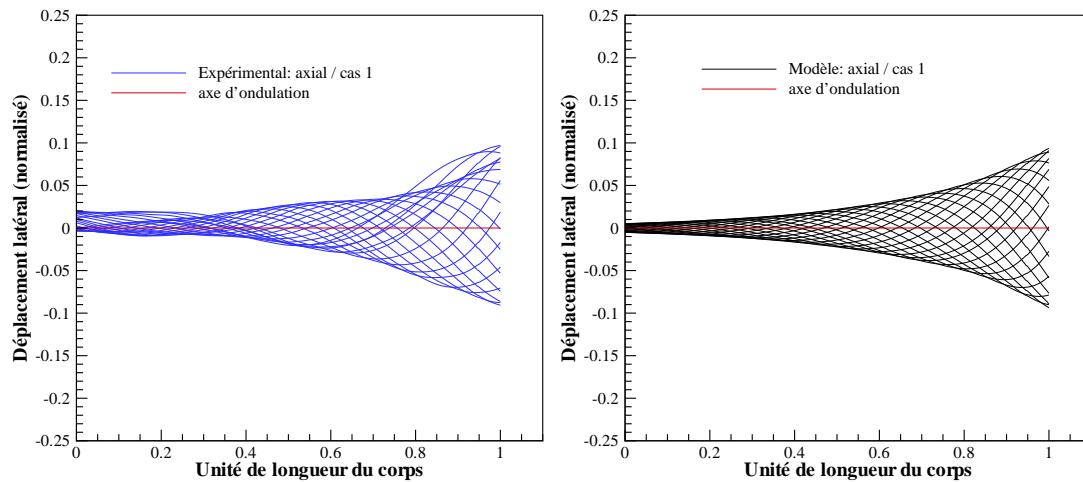 0.25
0.2
0.15
0.1
0.05
0
-0.05
-0.1
-0.15
-0.2
-0.25
Déplacement latéral (normalisé)
Expérimental: axial / cas 1
axe d'ondulation
0 0.2 0.4 0.6 0.8 1
Unité de longueur du corps
0.25
0.2
0.15
0.1
0.05
0
-0.05
-0.1
-0.15
-0.2
-0.25
Déplacement latéral (normalisé)
Modèle: axial / cas 1
axe d'ondulation
0 0.2 0.4 0.6 0.8 1
Unité de longueur du corps